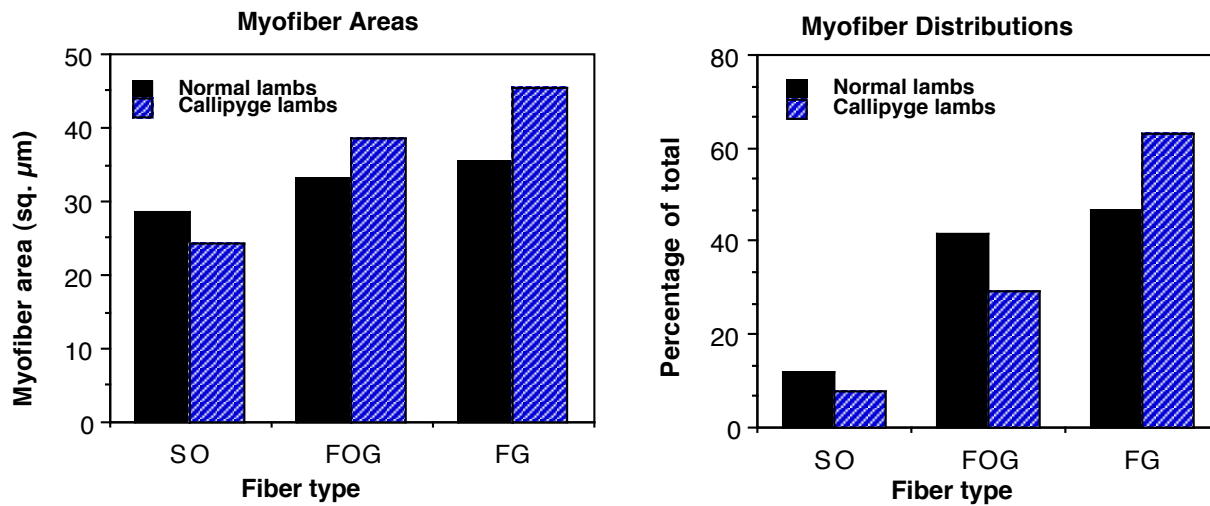 Myofiber Areas
50
40
30
20
10
0
Myofiber area (sq. µm)
Normal lambs
Callipyge lambs
SO FOG FG
Fiber type
Myofiber Distributions
80
60
40
20
0
Percentage of total
Normal lambs
Callipyge lambs
SO FOG FG
Fiber type